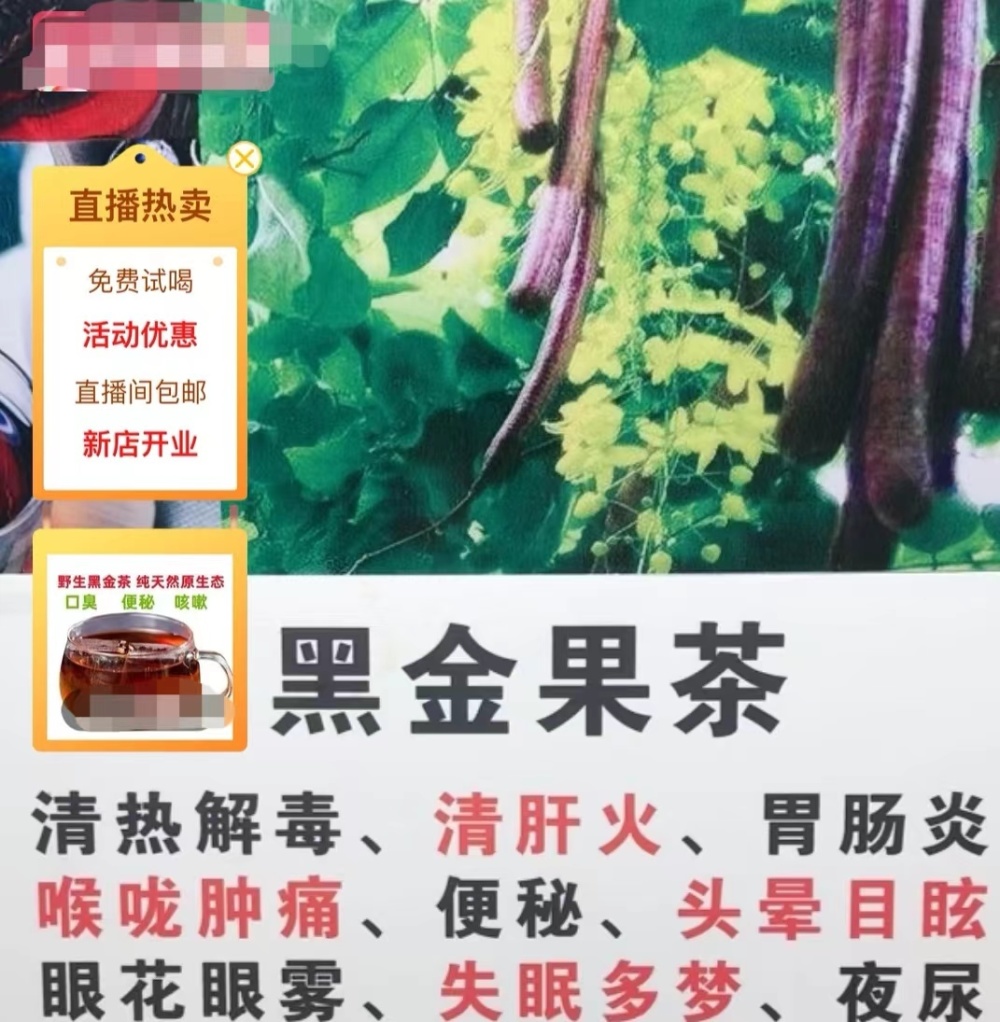 直播热卖
免费试喝
活动优惠
直播间包邮
新店开业
野生黑金茶 纯天然原生态
口臭 便秘 咳嗽
黑金果茶
清热解毒、清肝火、胃肠炎
喉咙肿痛、便秘、头晕目眩
眼花眼雾、失眠多梦、夜尿